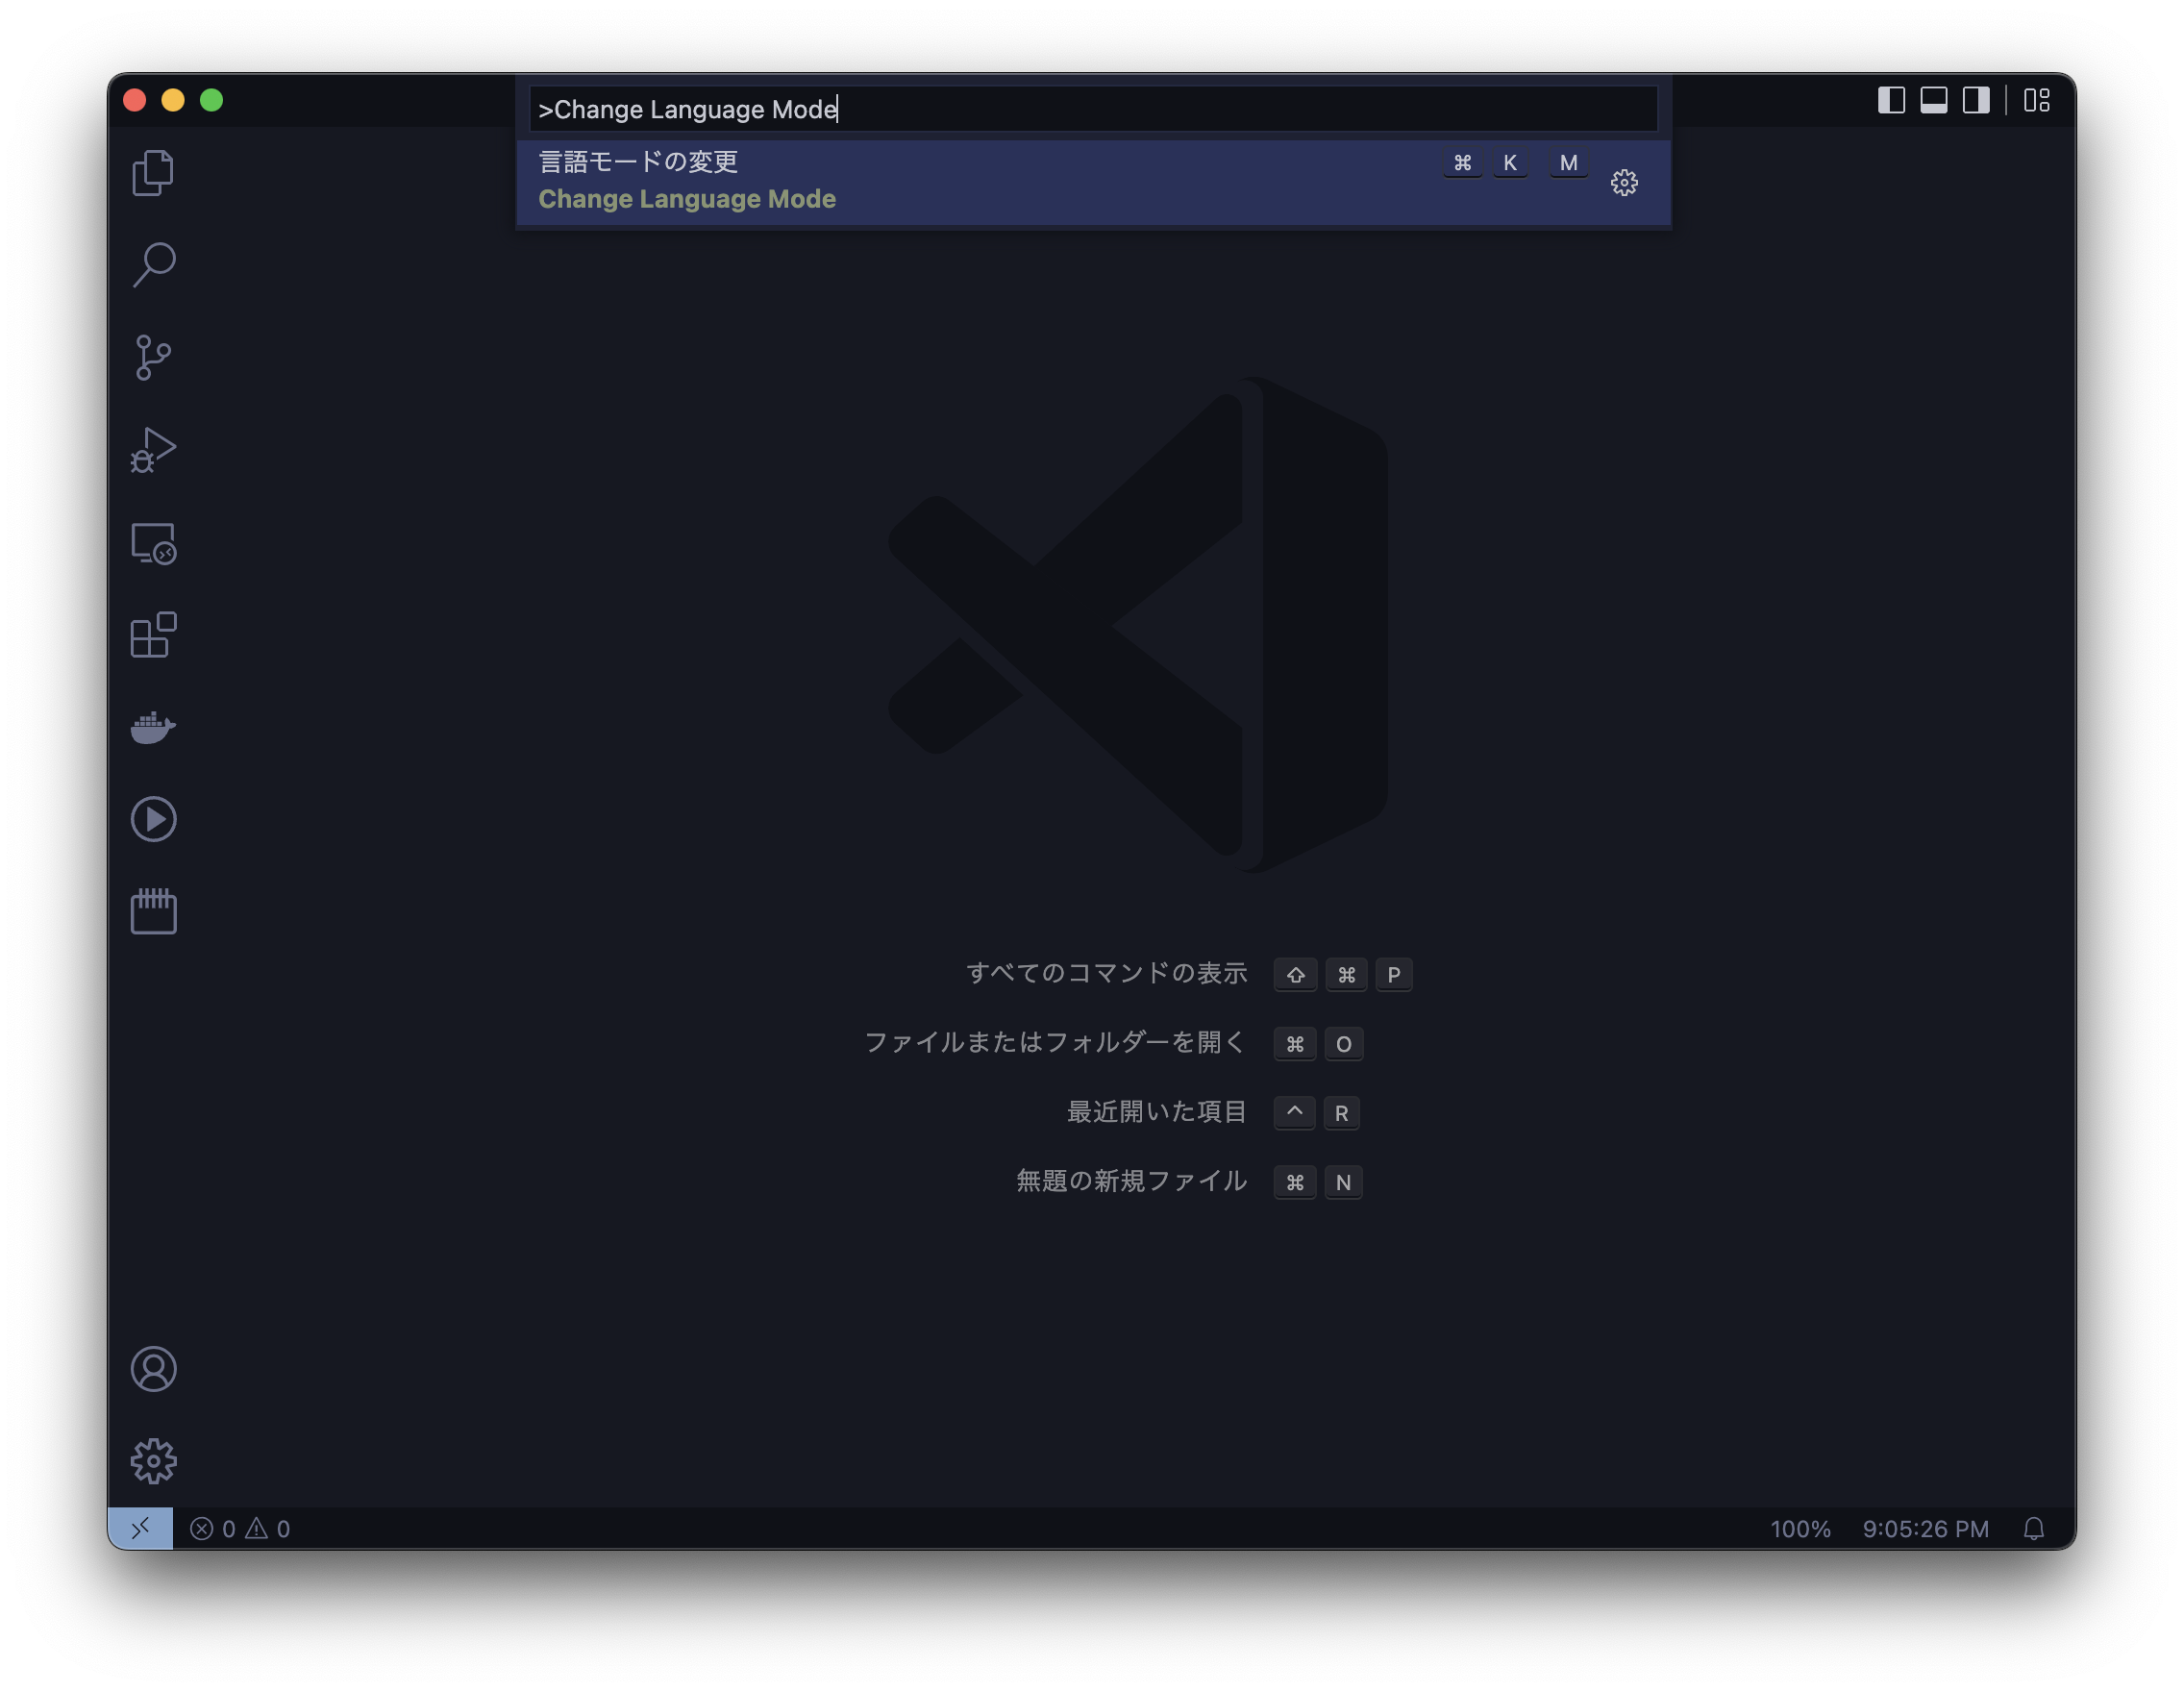 >Change Language Mode
言語モードの変更 ⌘ K M
Change Language Mode
すべてのコマンドの表示 ⇧ ⌘ P
ファイルまたはフォルダーを開く ⌘ O
最近開いた項目 ^ R
無題の新規ファイル ⌘ N
0 0 100% 9:05:26 PM